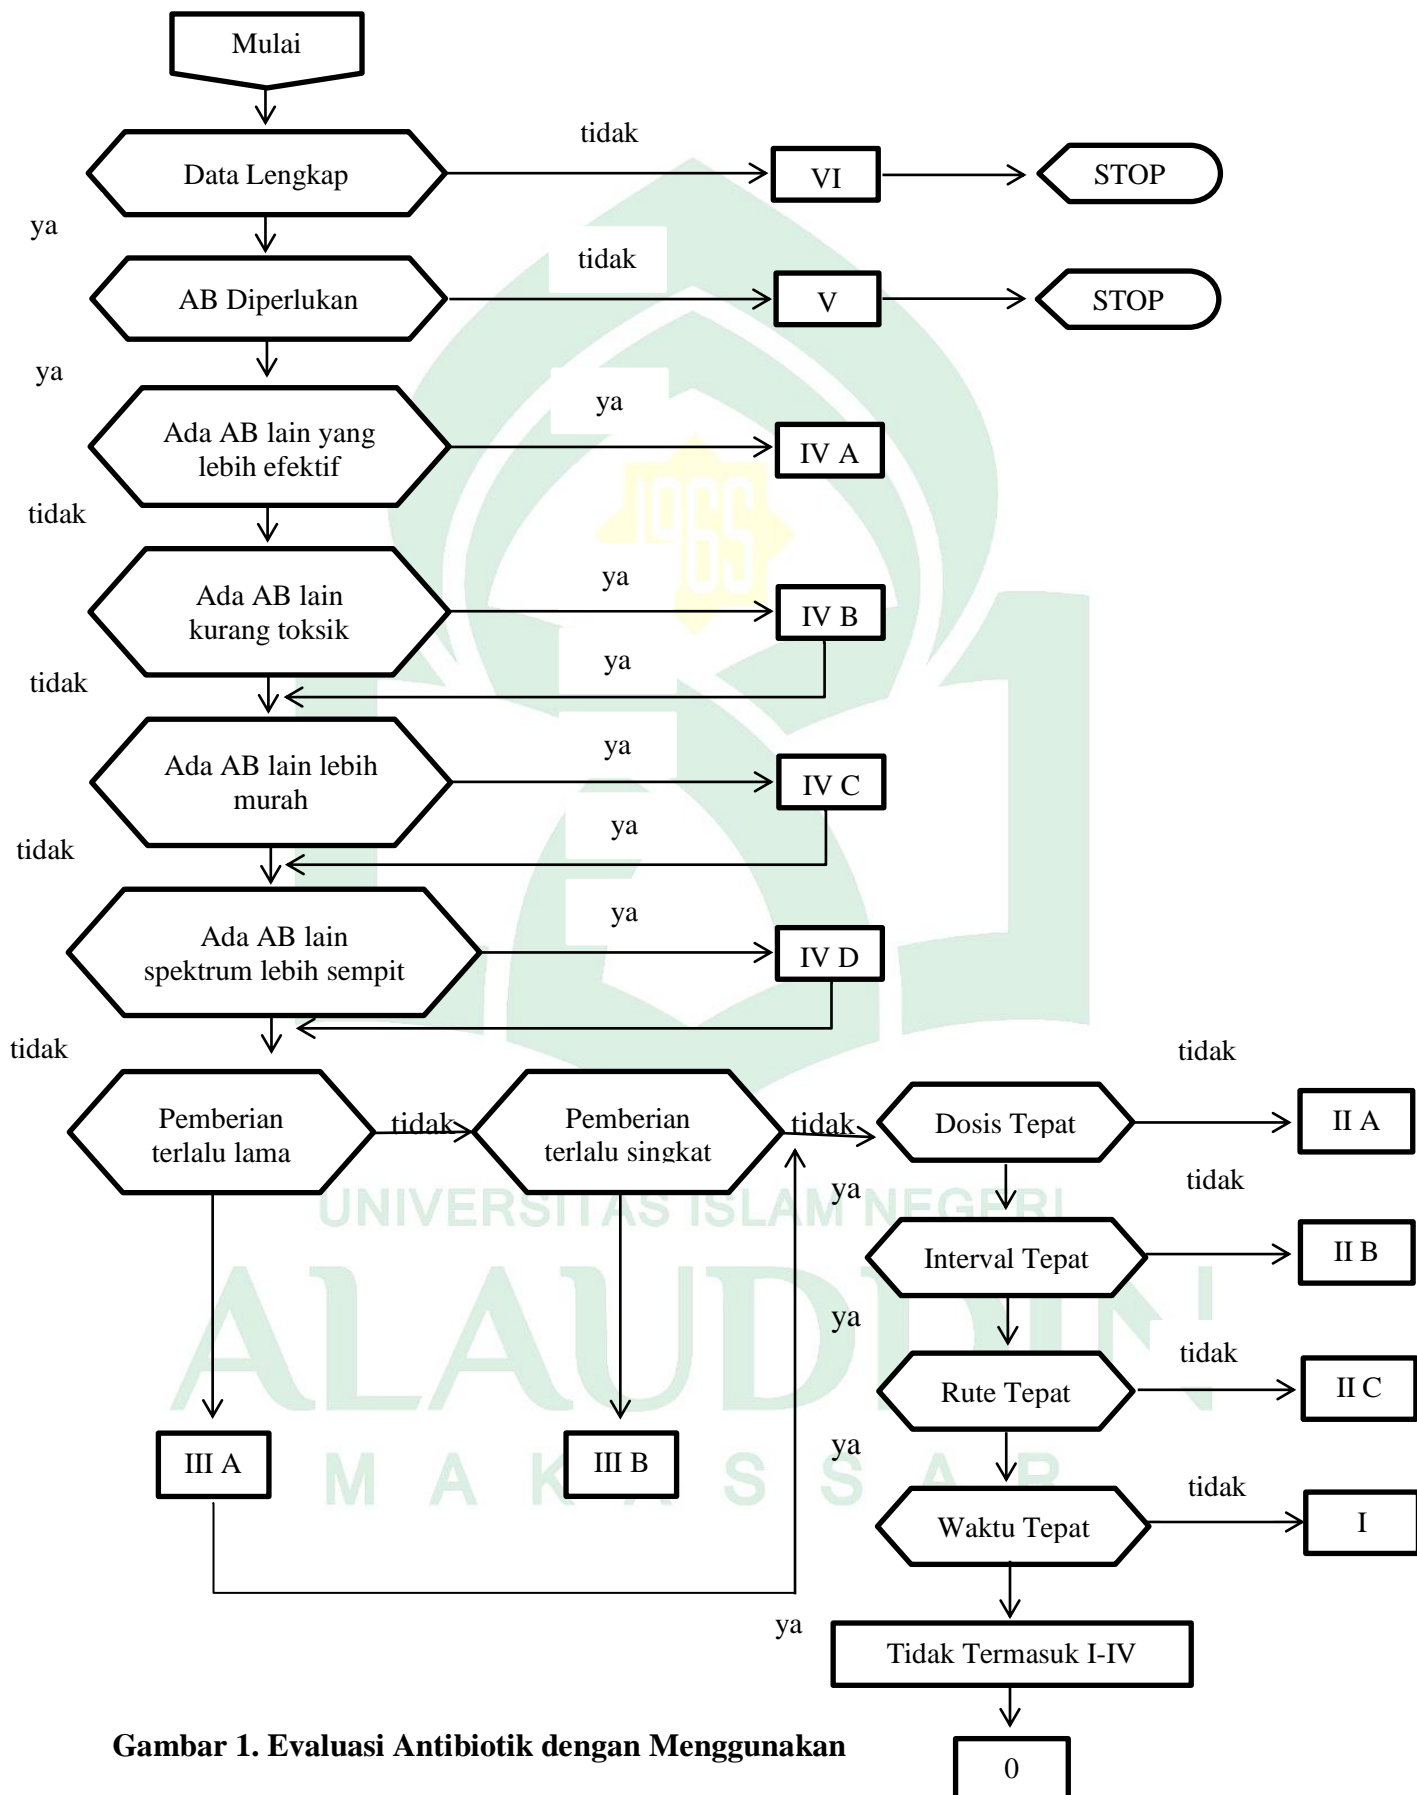 Mulai
tidak
Data Lengkap
VI
STOP
ya
tidak
AB Diperlukan
V
STOP
ya
ya
Ada AB lain yang
lebih efektif
IV A
tidak
1965
ya
Ada AB lain
kurang toksik
IV B
ya
tidak
ya
Ada AB lain lebih
murah
IV C
ya
tidak
ya
Ada AB lain
spektrum lebih sempit
IV D
tidak
tidak
Pemberian
terlalu lama
tidak
Pemberian
terlalu singkat
tidak
Dosis Tepat
II A
ya
tidak
UNIVERSITAS ISLAM NEGERI
Interval Tepat
II B
ya
tidak
ALAUDDIN
Rute Tepat
II C
ya
III A
III B
MAKASSAR
tidak
Waktu Tepat
I
ya
Tidak Termasuk I-IV
Gambar 1. Evaluasi Antibiotik dengan Menggunakan
0